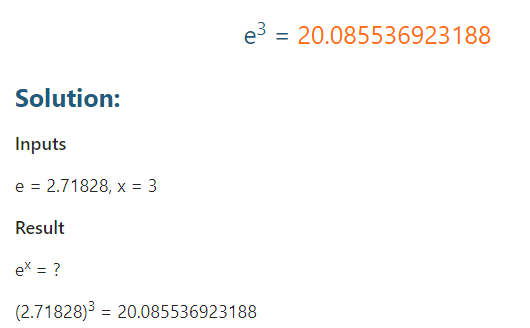 e³ = 20.085536923188
Solution:
Inputs
e = 2.71828, x = 3
Result
eˣ = ?
(2.71828)³ = 20.085536923188